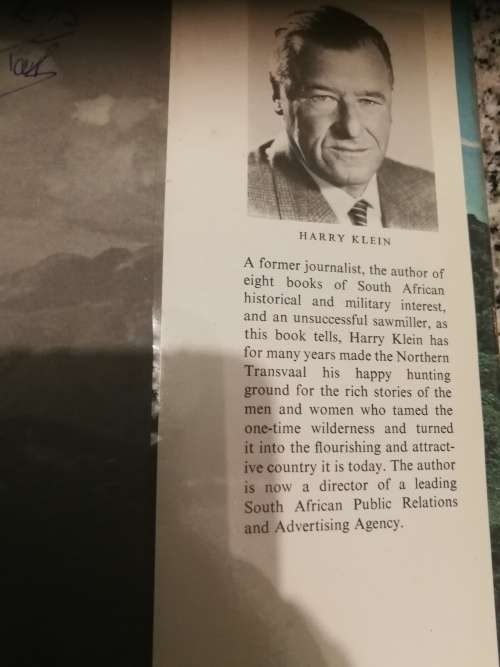 HARRY KLEIN
A former journalist, the author of
eight books of South African
historical and military interest,
and an unsuccessful sawmiller, as
this book tells, Harry Klein has
for many years made the Northern
Transvaal his happy hunting
ground for the rich stories of the
men and women who tamed the
one-time wilderness and turned
it into the flourishing and attract-
ive country it is today. The author
is now a director of a leading
South African Public Relations
and Advertising Agency.